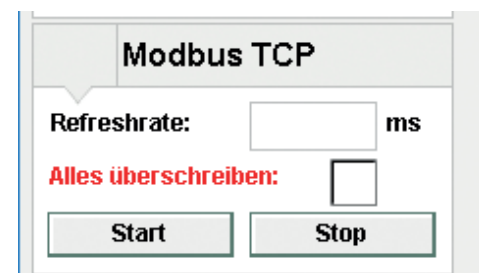 Modbus TCP
Refreshrate: ms
Alles überschreiben:
Start Stop